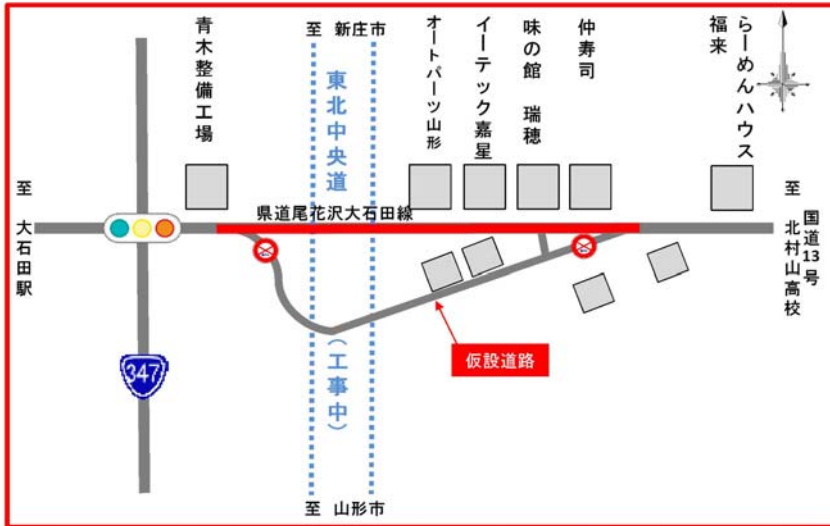 青木整備工場
至 新庄市
東北中央道
オートパーツ山形
イーテック嘉星
味の館 瑞穂
仲寿司
らーめんハウス
福来
至 大石田駅
県道尾花沢大石田線
至
国道13号
北村山高校
仮設道路
347
(工事中)
至 山形市